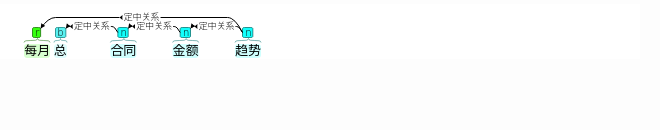 定中关系
定中关系 定中关系 定中关系
r b n n n
每月 总 合同 金额 趋势